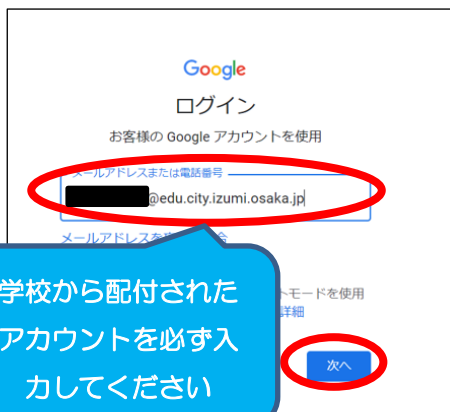 Google
ログイン
お客様の Google アカウントを使用
メールアドレスまたは電話番号
@edu.city.izumi.osaka.jp
メールアドレスを
トモードを使用
詳細
学校から配付された
アカウントを必ず入
力してください
次へ